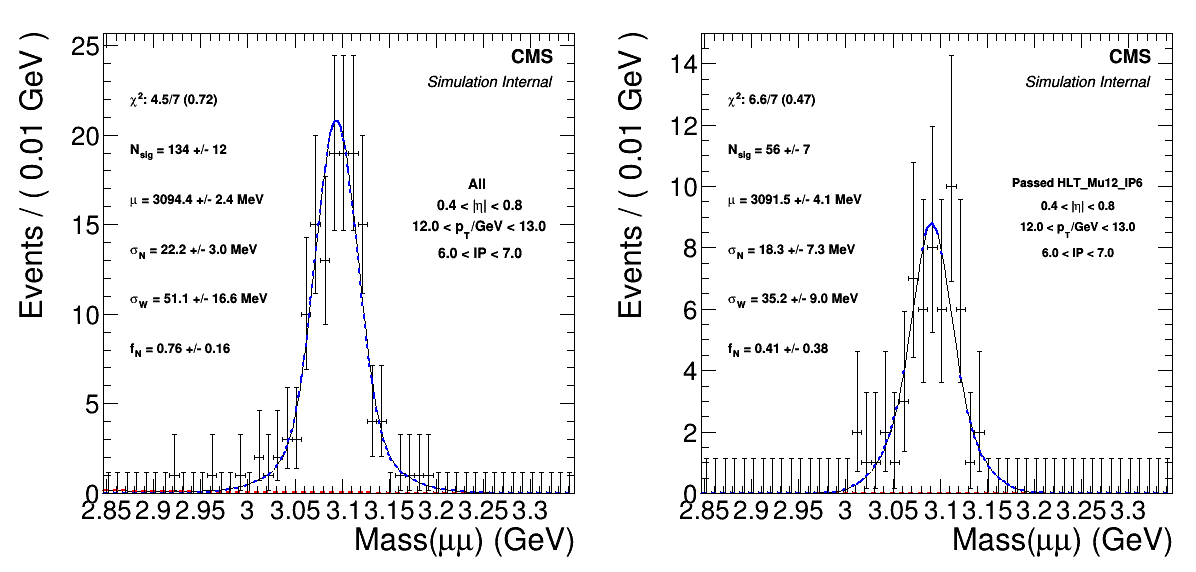 CMS
Simulation Internal
χ²: 4.5/7 (0.72)
N_sig = 134 +/- 12
μ = 3094.4 +/- 2.4 MeV
σ_N = 22.2 +/- 3.0 MeV
σ_W = 51.1 +/- 16.6 MeV
f_N = 0.76 +/- 0.16
All
0.4 < |η| < 0.8
12.0 < p_T/GeV < 13.0
6.0 < IP < 7.0
Events / ( 0.01 GeV )
25
20
15
10
5
0
2.85 2.9 2.95 3 3.05 3.1 3.15 3.2 3.25 3.3
Mass(μμ) (GeV)
CMS
Simulation Internal
χ²: 6.6/7 (0.47)
N_sig = 56 +/- 7
μ = 3091.5 +/- 4.1 MeV
σ_N = 18.3 +/- 7.3 MeV
σ_W = 35.2 +/- 9.0 MeV
f_N = 0.41 +/- 0.38
Passed HLT_Mu12_IP6
0.4 < |η| < 0.8
12.0 < p_T/GeV < 13.0
6.0 < IP < 7.0
Events / ( 0.01 GeV )
14
12
10
8
6
4
2
0
2.85 2.9 2.95 3 3.05 3.1 3.15 3.2 3.25 3.3
Mass(μμ) (GeV)